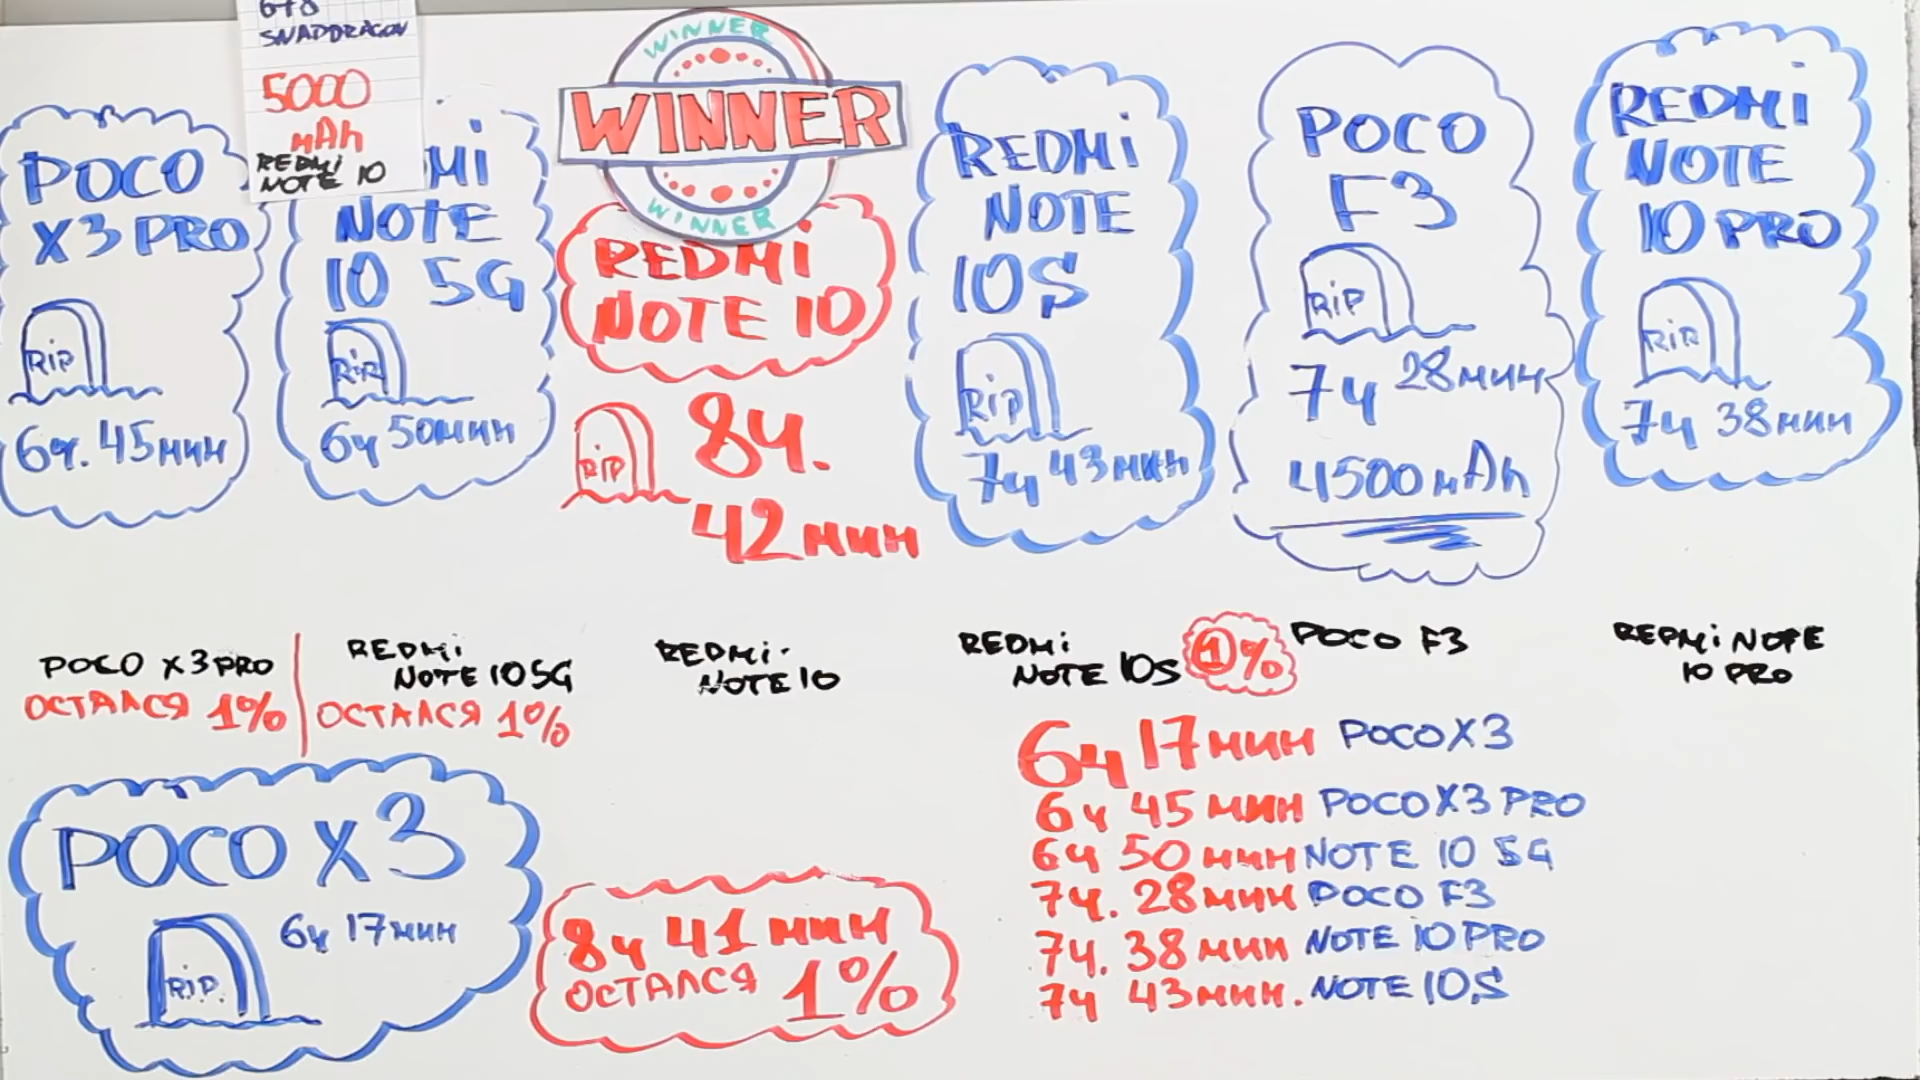 678
SNAPDRAGON
5000
мAh
REDMi
NOTE 10
WINNER
WINNER
WINNER
POCO
X3 PRO
RiP
6ч. 45мин
MI
NOTE
10 5G
RiP
6ч 50мин
REDMi
NOTE 10
RiP
8ч.
42мин
REDMi
NOTE
10S
RiP
7ч 43мин
POCO
F3
RiP
7ч 28мин
4500мAh
REDMi
NOTE
10 PRO
RiP
7ч 38мин
POCO X3 PRO
ОСТАЛСЯ 1%
REDMi
NOTE 10 5G
ОСТАЛСЯ 1%
REDMi
NOTE 10
REDMi
NOTE 10S
1%
POCO F3
REDMi NOTE
10 PRO
POCO X3
RiP
6ч 17мин
8ч 41мин
ОСТАЛСЯ 1%
6ч 17мин POCO X3
6ч 45мин POCO X3 PRO
6ч 50мин NOTE 10 5G
7ч. 28мин POCO F3
7ч. 38мин NOTE 10 PRO
7ч 43мин. NOTE 10S